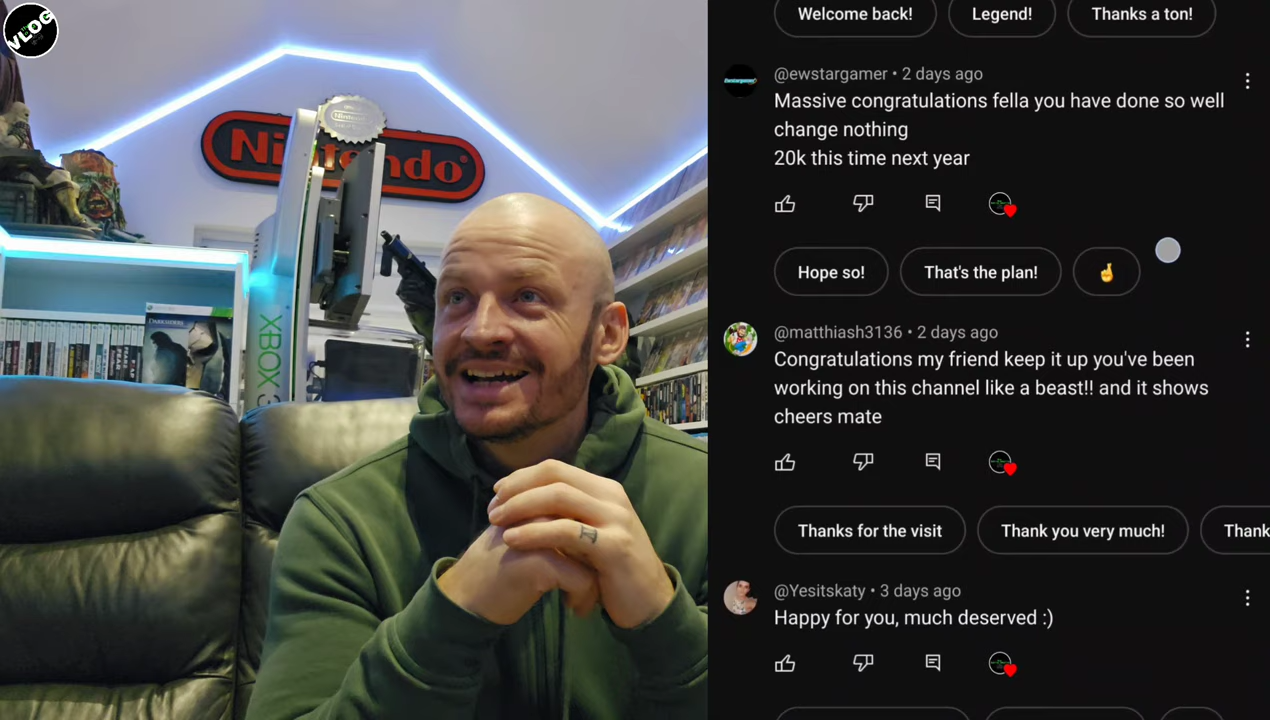 VLOG
Nintendo
Nintendo
XBOX 3
DARKSIDERS
Welcome back!
Legend!
Thanks a ton!
@ewstargamer • 2 days ago
Massive congratulations fella you have done so well
change nothing
20k this time next year
Hope so!
That's the plan!
@matthiash3136 • 2 days ago
Congratulations my friend keep it up you've been
working on this channel like a beast!! and it shows
cheers mate
Thanks for the visit
Thank you very much!
Thank
@Yesitskaty • 3 days ago
Happy for you, much deserved :)